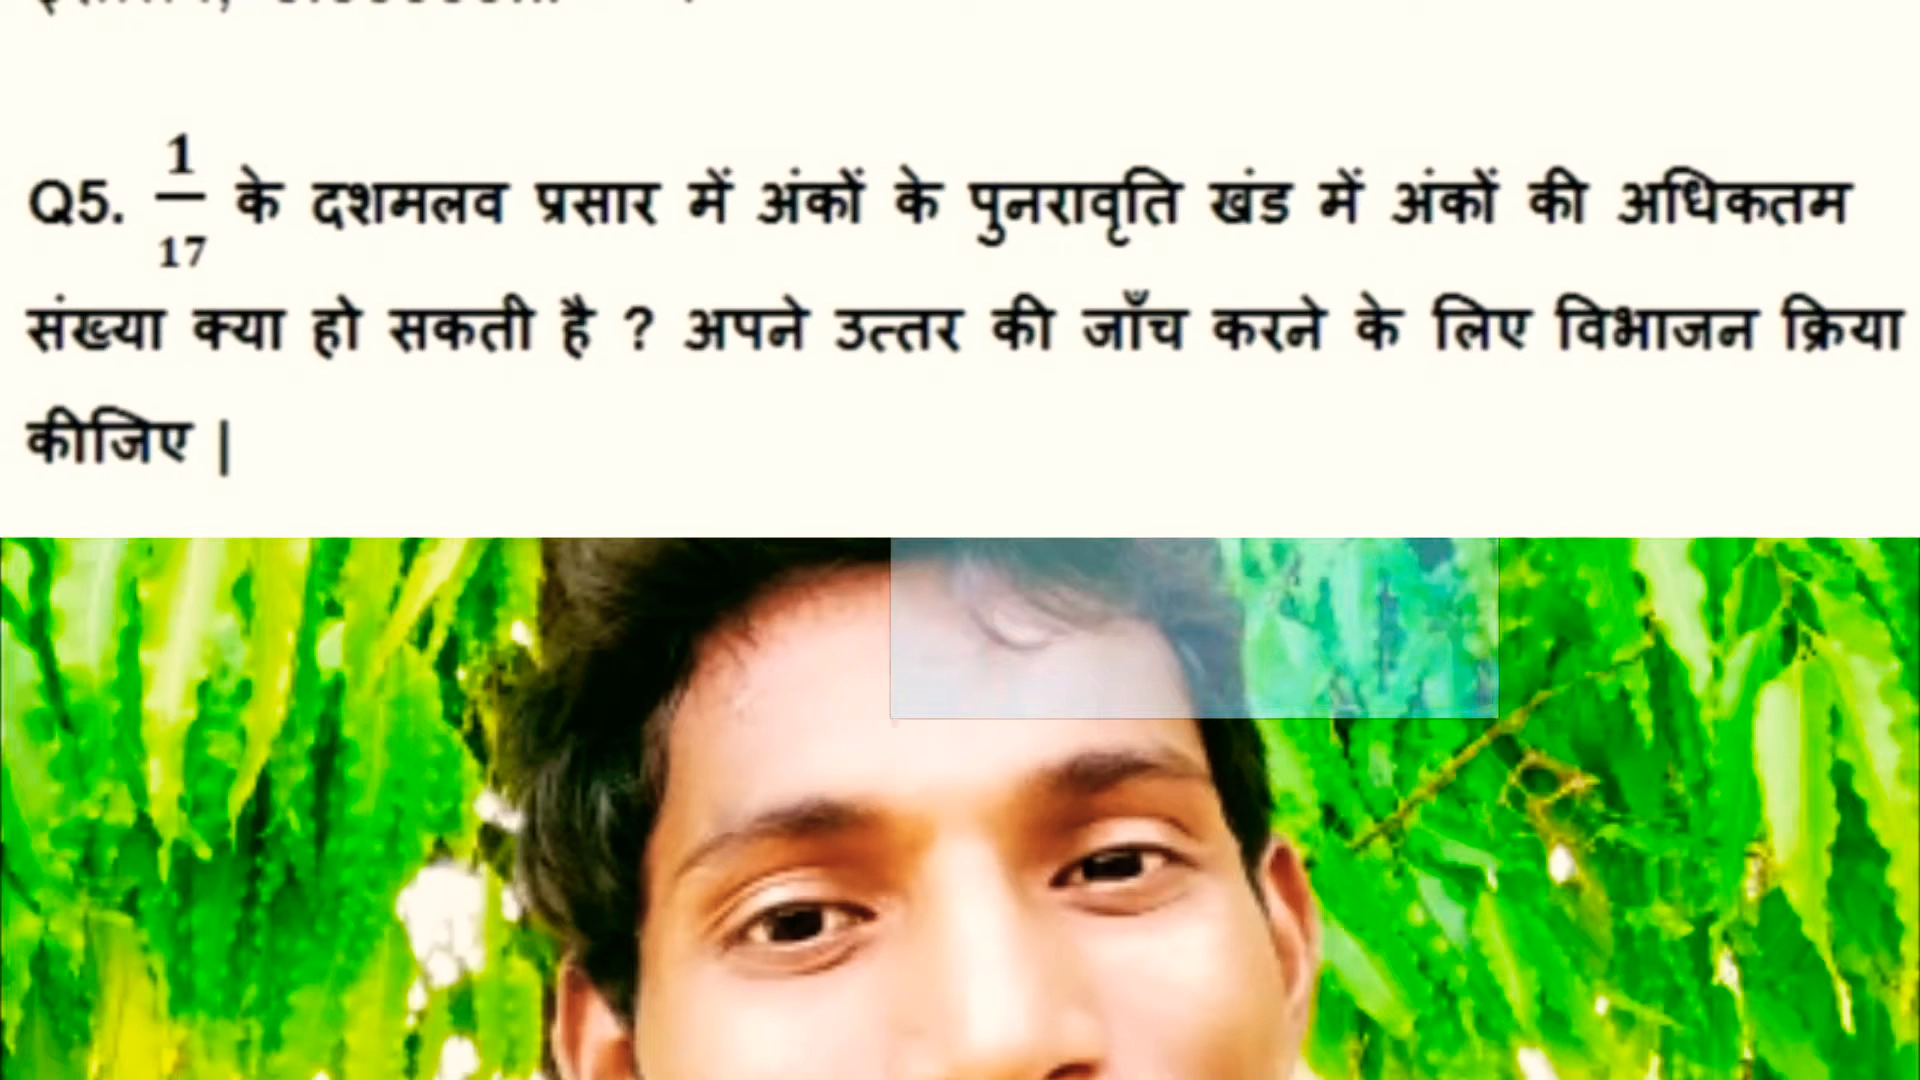 Q5. 1/17 के दशमलव प्रसार में अंकों के पुनरावृति खंड में अंकों की अधिकतम
संख्या क्या हो सकती है ? अपने उत्तर की जाँच करने के लिए विभाजन क्रिया
कीजिए |